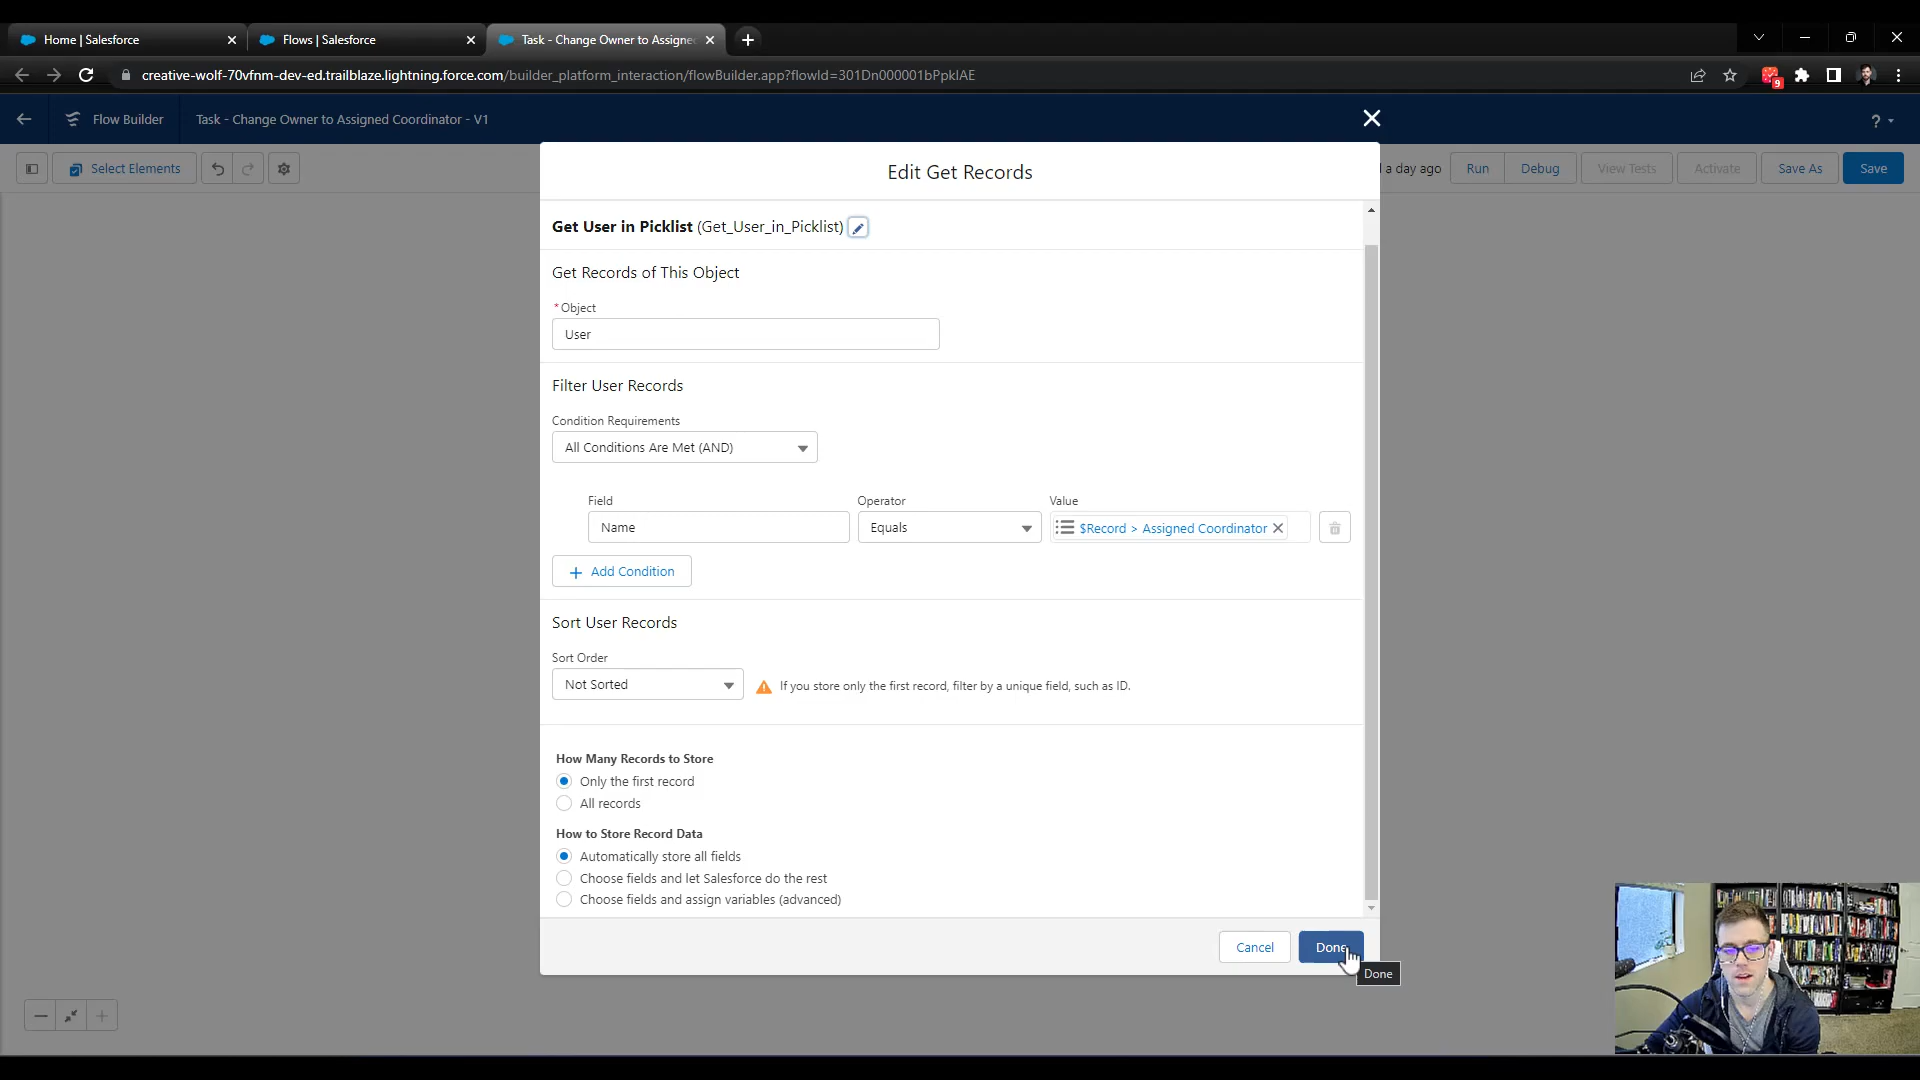 Home | Salesforce
Flows | Salesforce
Task - Change Owner to Assigne
creative-wolf-70vfnm-dev-ed.trailblaze.lightning.force.com/builder_platform_interaction/flowBuilder.app?flowId=301Dn000001bPpkIAE
9
Flow Builder
Task - Change Owner to Assigned Coordinator - V1
?
Select Elements
Edit Get Records
a day ago
Run
Debug
View Tests
Activate
Save As
Save
Get User in Picklist (Get_User_in_Picklist)
Get Records of This Object
*Object
User
Filter User Records
Condition Requirements
All Conditions Are Met (AND)
Field
Operator
Value
Name
Equals
$Record > Assigned Coordinator
Add Condition
Sort User Records
Sort Order
Not Sorted
If you store only the first record, filter by a unique field, such as ID.
How Many Records to Store
Only the first record
All records
How to Store Record Data
Automatically store all fields
Choose fields and let Salesforce do the rest
Choose fields and assign variables (advanced)
Cancel
Done
Done